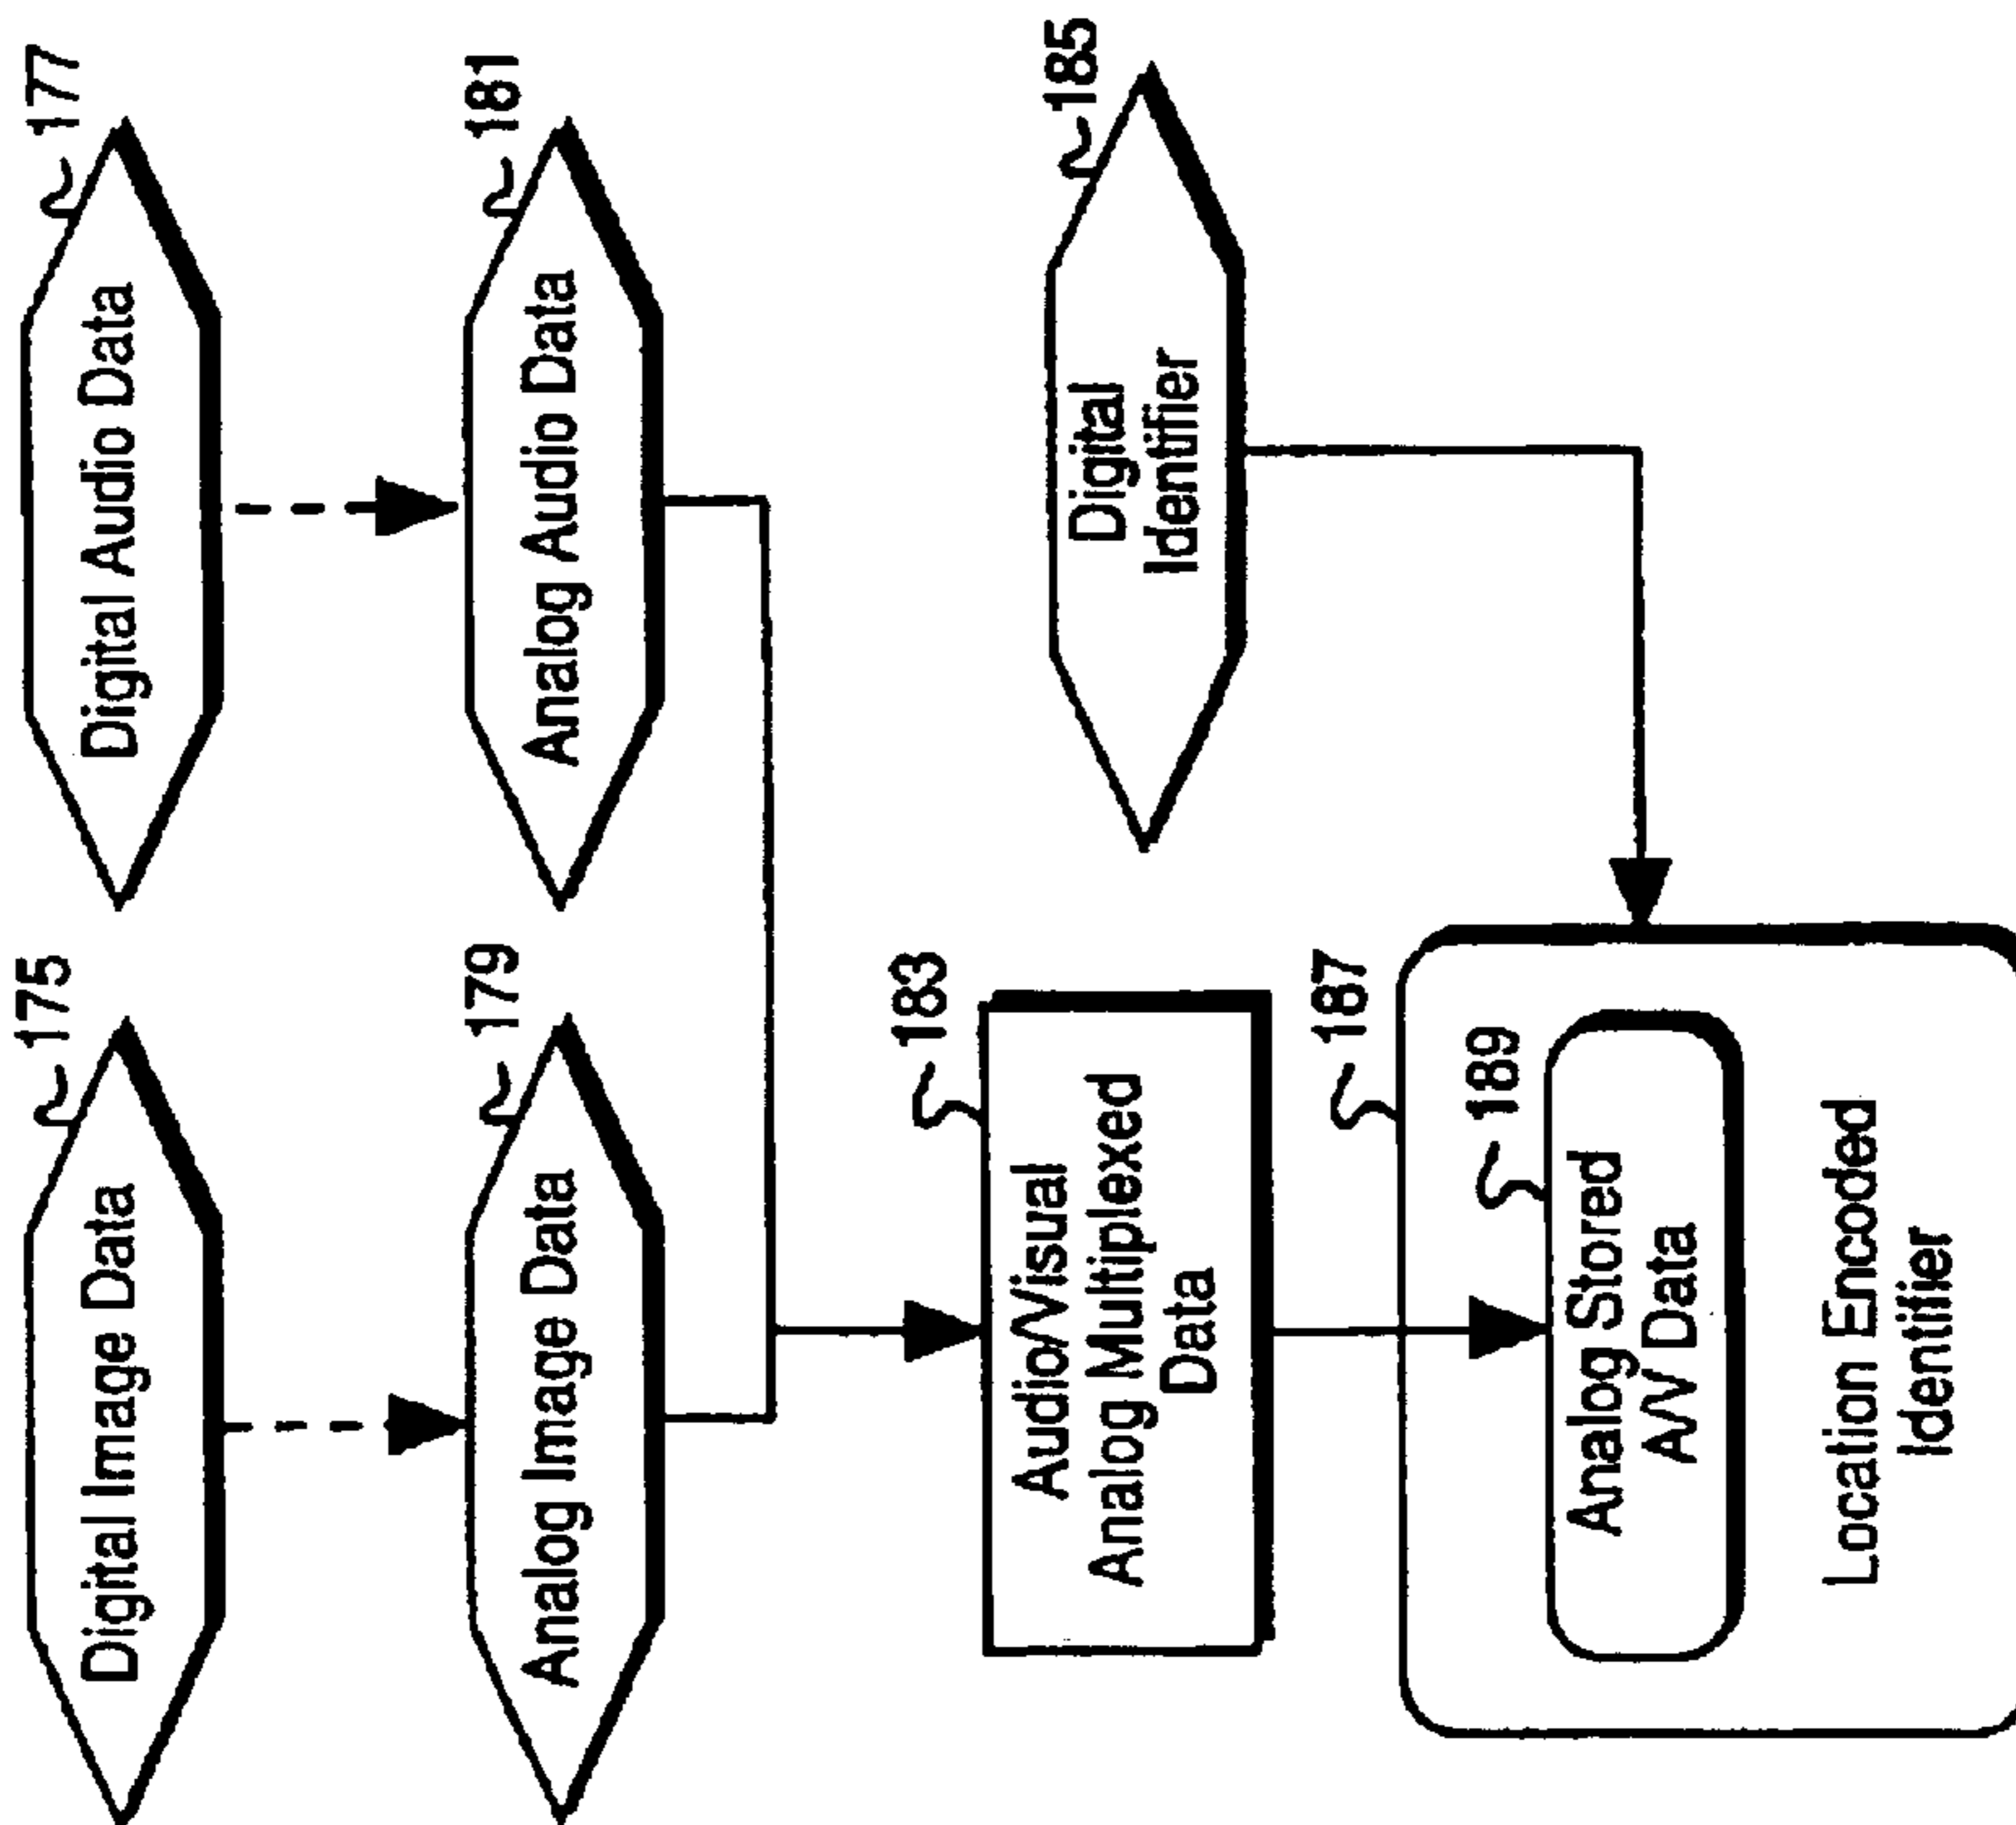 175
Digital Image Data
177
Digital Audio Data
179
Analog Image Data
181
Analog Audio Data
183
Audio/Visual
Analog Multiplexed
Data
185
Digital
Identifier
187
189
Analog Stored
A/V Data
Location Encoded
Identifier